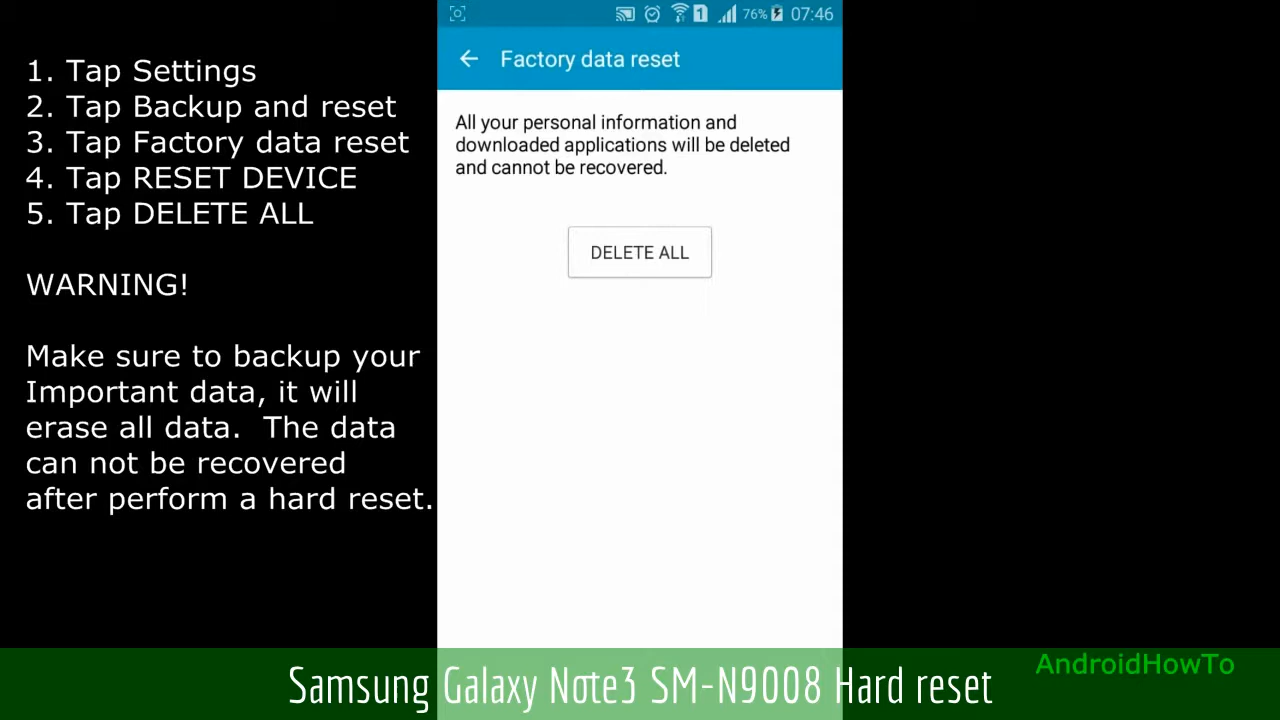 1. Tap Settings
2. Tap Backup and reset
3. Tap Factory data reset
4. Tap RESET DEVICE
5. Tap DELETE ALL
WARNING!
Make sure to backup your
Important data, it will
erase all data.  The data
can not be recovered
after perform a hard reset.
1 76% 07:46
Factory data reset
All your personal information and
downloaded applications will be deleted
and cannot be recovered.
DELETE ALL
AndroidHowTo
Samsung Galaxy Note3 SM-N9008 Hard reset